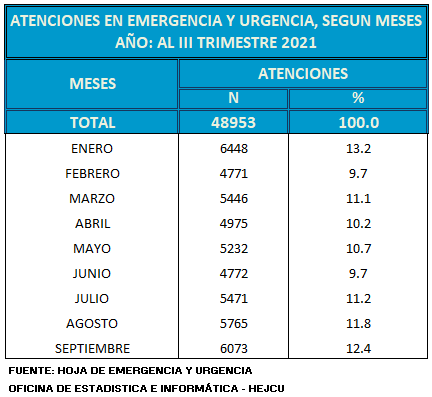 ATENCIONES EN EMERGENCIA Y URGENCIA, SEGUN MESES
AÑO: AL III TRIMESTRE 2021
MESES ATENCIONES
N %
TOTAL 48953 100.0
ENERO 6448 13.2
FEBRERO 4771 9.7
MARZO 5446 11.1
ABRIL 4975 10.2
MAYO 5232 10.7
JUNIO 4772 9.7
JULIO 5471 11.2
AGOSTO 5765 11.8
SEPTIEMBRE 6073 12.4
FUENTE: HOJA DE EMERGENCIA Y URGENCIA
OFICINA DE ESTADISTICA E INFORMÁTICA - HEJCU